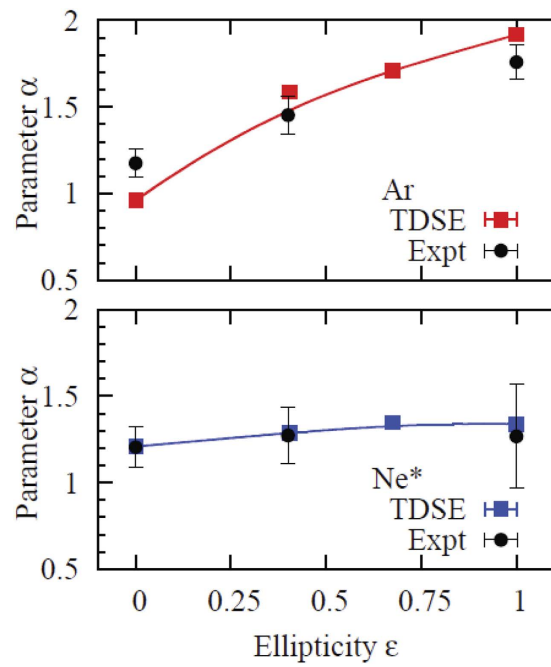 2
1.5
1
0.5
Parameter α
Ar
TDSE
Expt
2
1.5
1
0.5
Parameter α
Ne*
TDSE
Expt
0 0.25 0.5 0.75 1
Ellipticity ε